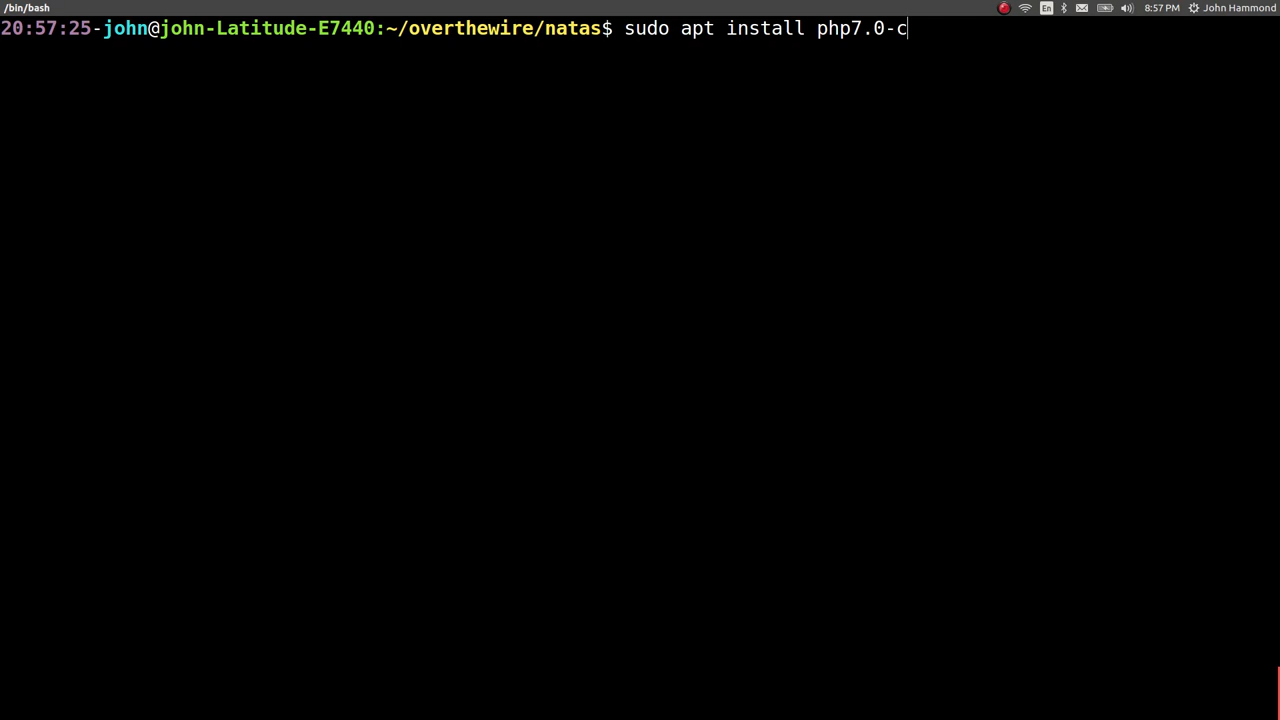 /bin/bash
En
8:57 PM
John Hammond
20:57:25-john@john-Latitude-E7440:~/overthewire/natas$ sudo apt install php7.0-c